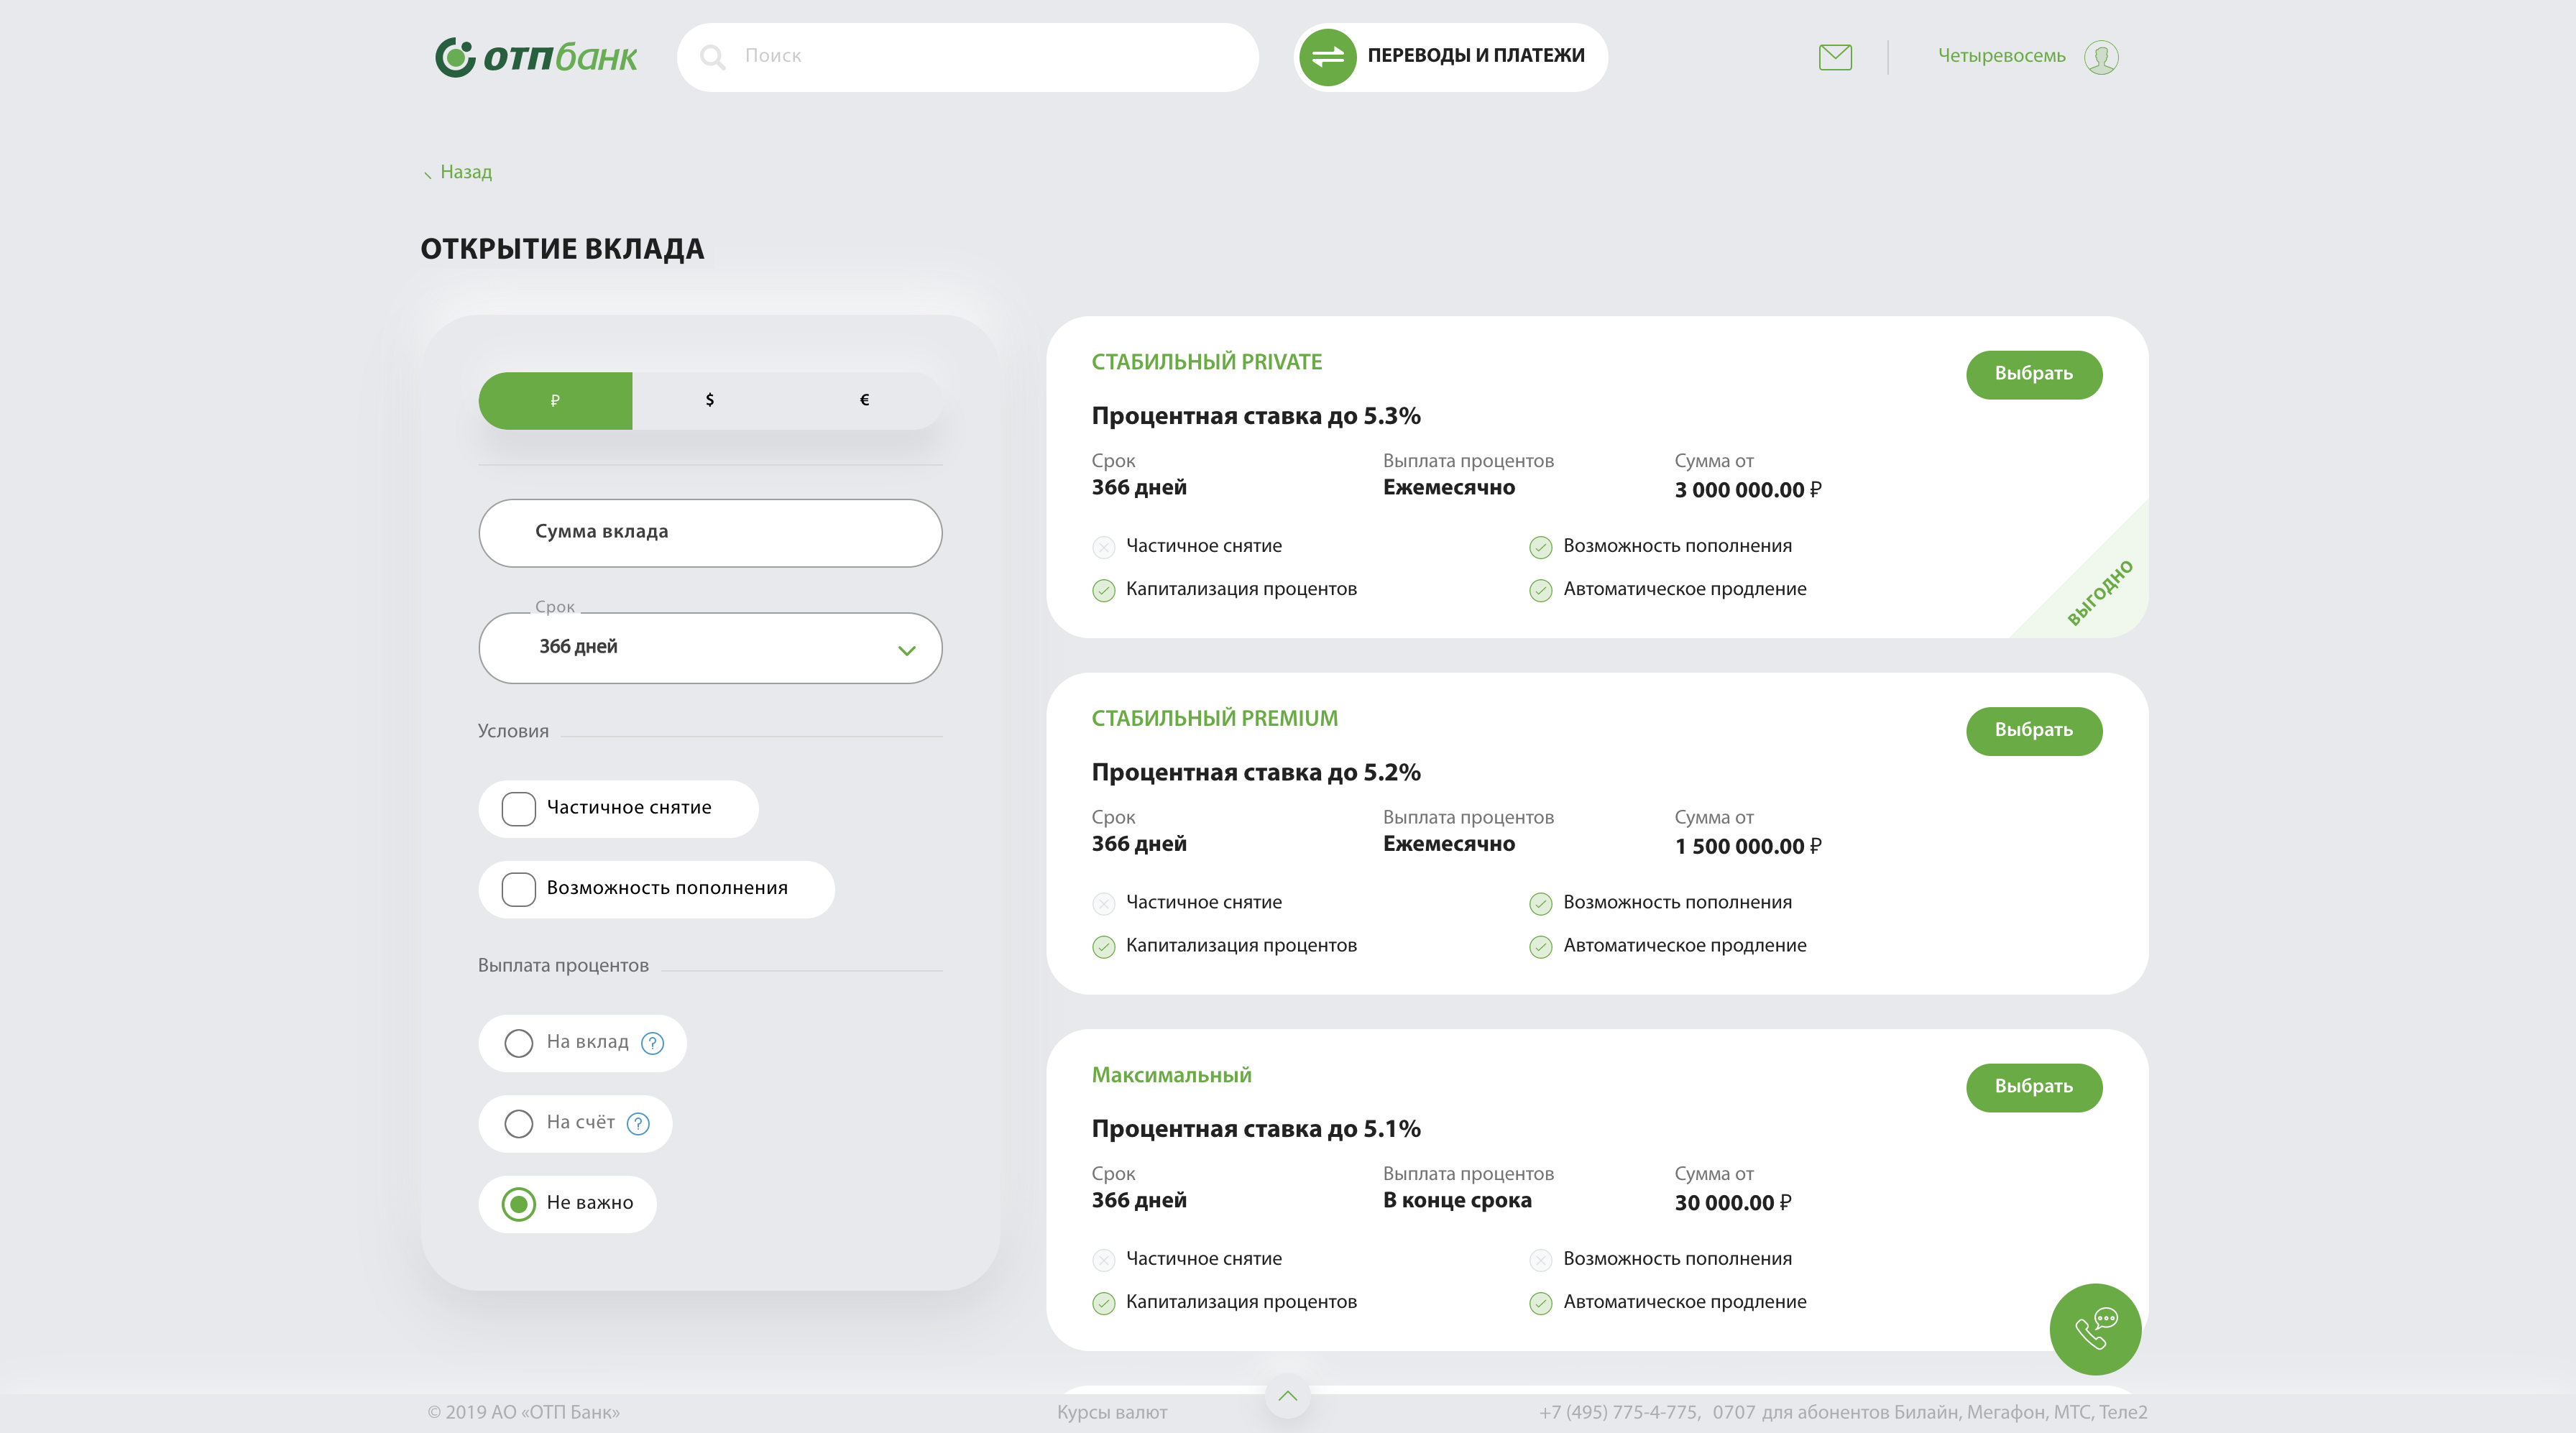 отпбанк
Поиск
ПЕРЕВОДЫ И ПЛАТЕЖИ
Четыревосемь
Назад
ОТКРЫТИЕ ВКЛАДА
₽ $ €
Сумма вклада
Срок
366 дней
Условия
Частичное снятие
Возможность пополнения
Выплата процентов
На вклад ?
На счёт ?
Не важно
СТАБИЛЬНЫЙ PRIVATE
Выбрать
Процентная ставка до 5.3%
Срок Выплата процентов Сумма от
366 дней Ежемесячно 3 000 000.00 ₽
Частичное снятие Возможность пополнения
Капитализация процентов Автоматическое продление
ВЫГОДНО
СТАБИЛЬНЫЙ PREMIUM
Выбрать
Процентная ставка до 5.2%
Срок Выплата процентов Сумма от
366 дней Ежемесячно 1 500 000.00 ₽
Частичное снятие Возможность пополнения
Капитализация процентов Автоматическое продление
Максимальный
Выбрать
Процентная ставка до 5.1%
Срок Выплата процентов Сумма от
366 дней В конце срока 30 000.00 ₽
Частичное снятие Возможность пополнения
Капитализация процентов Автоматическое продление
© 2019 АО «ОТП Банк» Курсы валют +7 (495) 775-4-775, 0707 для абонентов Билайн, Мегафон, МТС, Теле2